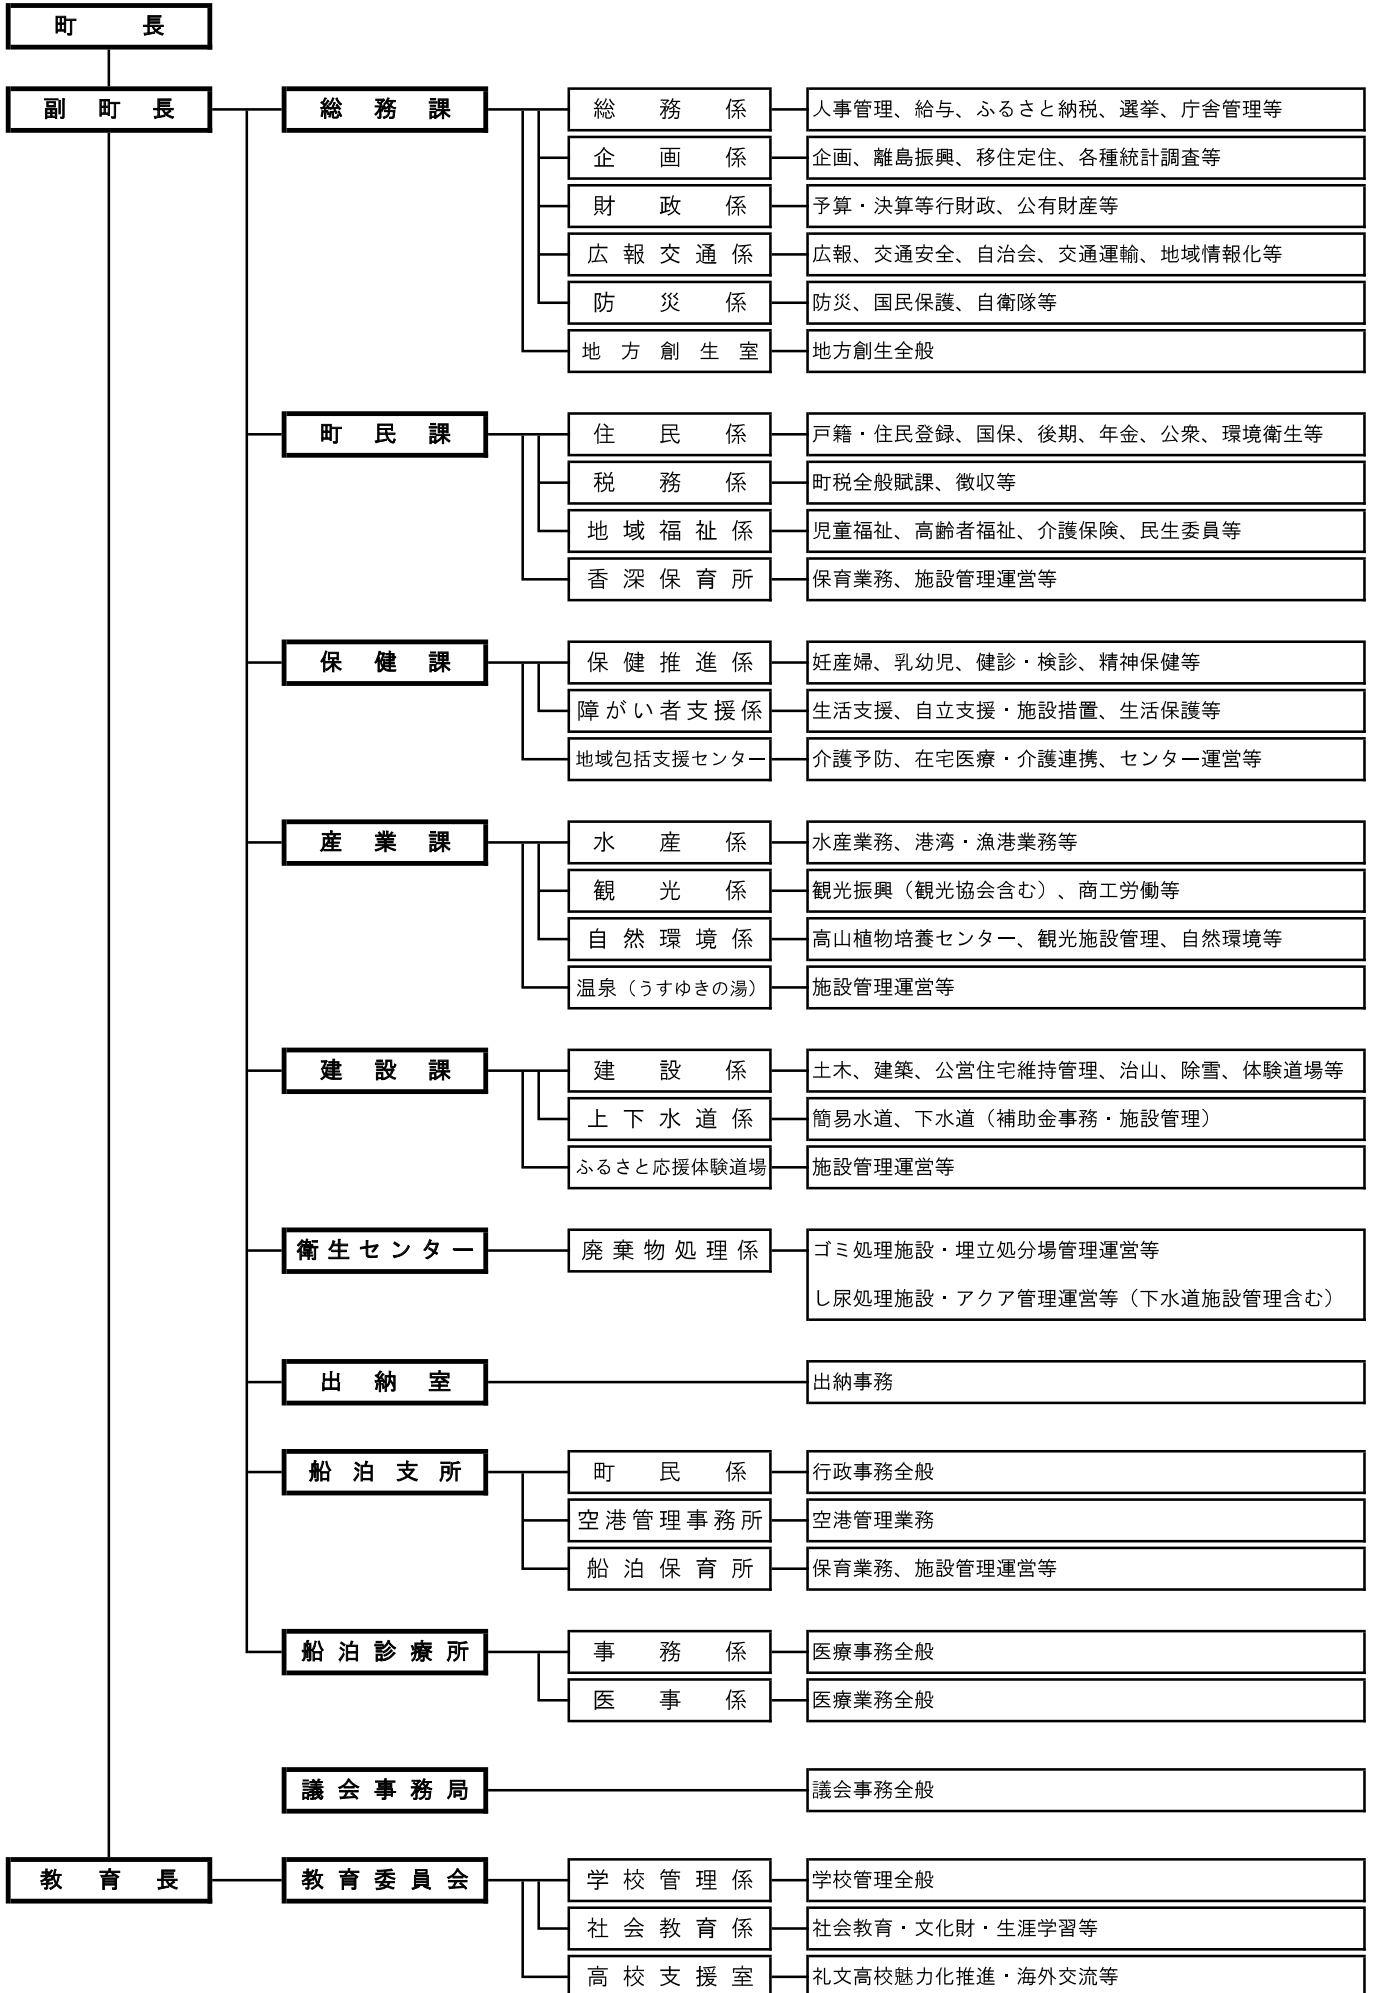 町長
副町長 総務課 総務係 人事管理、給与、ふるさと納税、選挙、庁舎管理等
企画係 企画、離島振興、移住定住、各種統計調査等
財政係 予算・決算等行財政、公有財産等
広報交通係 広報、交通安全、自治会、交通運輸、地域情報化等
防災係 防災、国民保護、自衛隊等
地方創生室 地方創生全般
町民課 住民係 戸籍・住民登録、国保、後期、年金、公衆、環境衛生等
税務係 町税全般賦課、徴収等
地域福祉係 児童福祉、高齢者福祉、介護保険、民生委員等
香深保育所 保育業務、施設管理運営等
保健課 保健推進係 妊産婦、乳幼児、健診・検診、精神保健等
障がい者支援係 生活支援、自立支援・施設措置、生活保護等
地域包括支援センター 介護予防、在宅医療・介護連携、センター運営等
産業課 水産係 水産業務、港湾・漁港業務等
観光係 観光振興（観光協会含む）、商工労働等
自然環境係 高山植物培養センター、観光施設管理、自然環境等
温泉（うすゆきの湯） 施設管理運営等
建設課 建設係 土木、建築、公営住宅維持管理、治山、除雪、体験道場等
上下水道係 簡易水道、下水道（補助金事務・施設管理）
ふるさと応援体験道場 施設管理運営等
衛生センター 廃棄物処理係 ゴミ処理施設・埋立処分場管理運営等
し尿処理施設・アクア管理運営等（下水道施設管理含む）
出納室 出納事務
船泊支所 町民係 行政事務全般
空港管理事務所 空港管理業務
船泊保育所 保育業務、施設管理運営等
船泊診療所 事務係 医療事務全般
医事係 医療業務全般
議会事務局 議会事務全般
教育長 教育委員会 学校管理係 学校管理全般
社会教育係 社会教育・文化財・生涯学習等
高校支援室 礼文高校魅力化推進・海外交流等